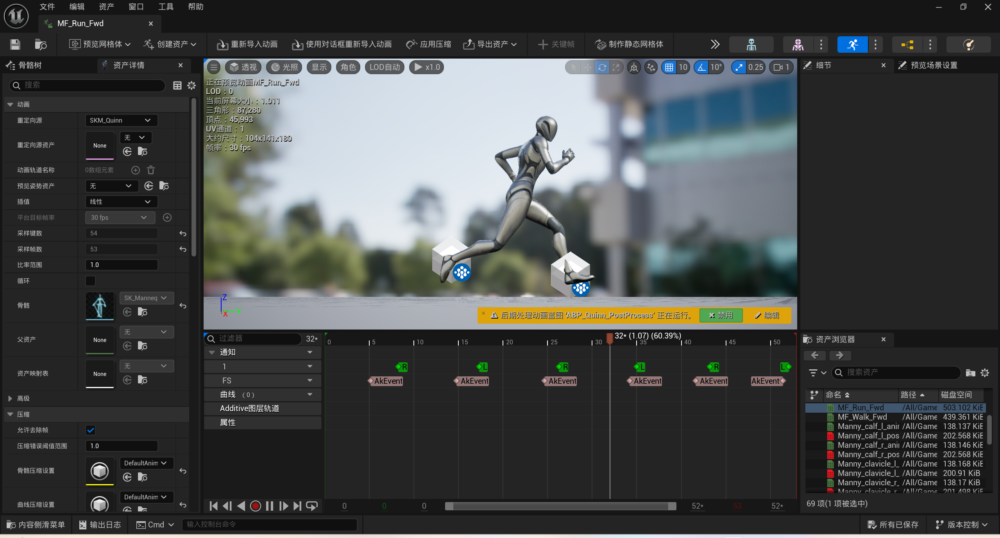 文件 编辑 资产 窗口 工具 帮助
MF_Run_Fwd
预览网格体 创建资产 重新导入动画 使用对话框重新导入动画 应用压缩 导出资产 关键帧 制作静态网格体
骨骼树 资产详情
搜索
动画
重定向源 SKM_Quinn
重定向源资产 None 无
动画轨道名称 0数组元素
预览姿势资产 无
插值 线性
平台目标帧率 30 fps
采样键数 54
采样帧数 53
比率范围 1.0
循环
骨骼 SK_Manneq
父资产 None 无
资产映射表 None 无
高级
压缩
允许去除帧
压缩错误阈值范围 1.0
骨骼压缩设置 DefaultAnim
曲线压缩设置 DefaultAnim
透视 光照 显示 角色 LOD自动 x1.0 10 10° 0.25 1
正在预览动画MF_Run_Fwd
LOD：0
当前屏幕大小：1.011
三角形：87,280
顶点：45,993
UV通道：1
大约尺寸：104x141x180
帧率：30 fps
Z
X Y
后期处理动画蓝图 'ABP_Quinn_PostProcess' 正在运行。 禁用 编辑
过滤器 32*
32* (1.07) (60.39%)
0 5 10 15 20 25 30 35 40 45 50
通知
1 R L R L R L
FS AkEvent AkEvent AkEvent AkEvent AkEvent AkEvent
曲线 （0）
Additive图层轨道
属性
0 0 0 52* 53 52*
细节 预览场景设置
资产浏览器
搜索资产
命名 路径 磁盘空间
MF_Run_Fwd /All/Game 503.102 KiE
MF_Walk_Fwd /All/Game 439.361 KiE
Manny_calf_l_anir /All/Game 138.137 KiE
Manny_calf_l_pos /All/Game 202.568 KiE
Manny_calf_r_anii /All/Game 138.146 KiE
Manny_calf_r_pos /All/Game 202.568 KiE
Manny_clavicle_l_ /All/Game 138.168 KiE
Manny_clavicle_l_ /All/Game 200.91 KiB
Manny_clavicle_r_ /All/Game 138.17 KiB
Manny_clavicle_r_ /All/Game 201.498 KiE
69 项(1 项被选中)
内容侧滑菜单 输出日志 Cmd 输入控制台命令 所有已保存 版本控制